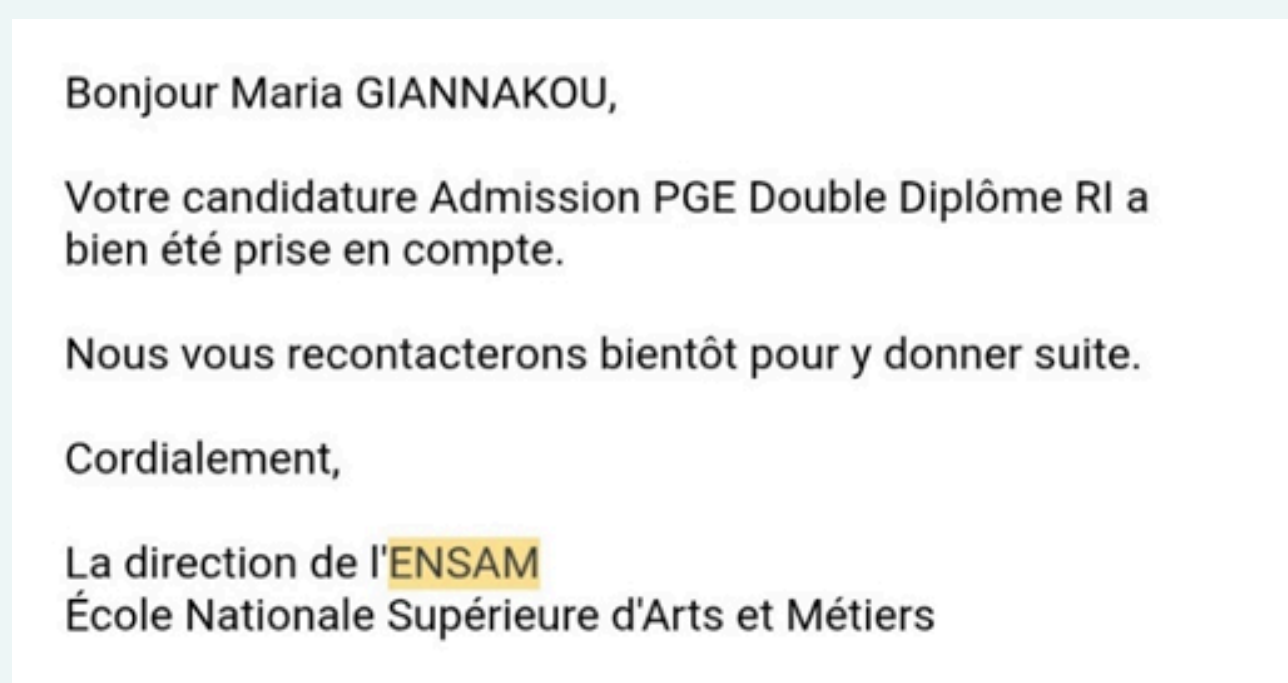 Bonjour Maria GIANNAKOU,
Votre candidature Admission PGE Double Diplôme RI a
bien été prise en compte.
Nous vous recontacterons bientôt pour y donner suite.
Cordialement,
La direction de l'ENSAM
École Nationale Supérieure d'Arts et Métiers